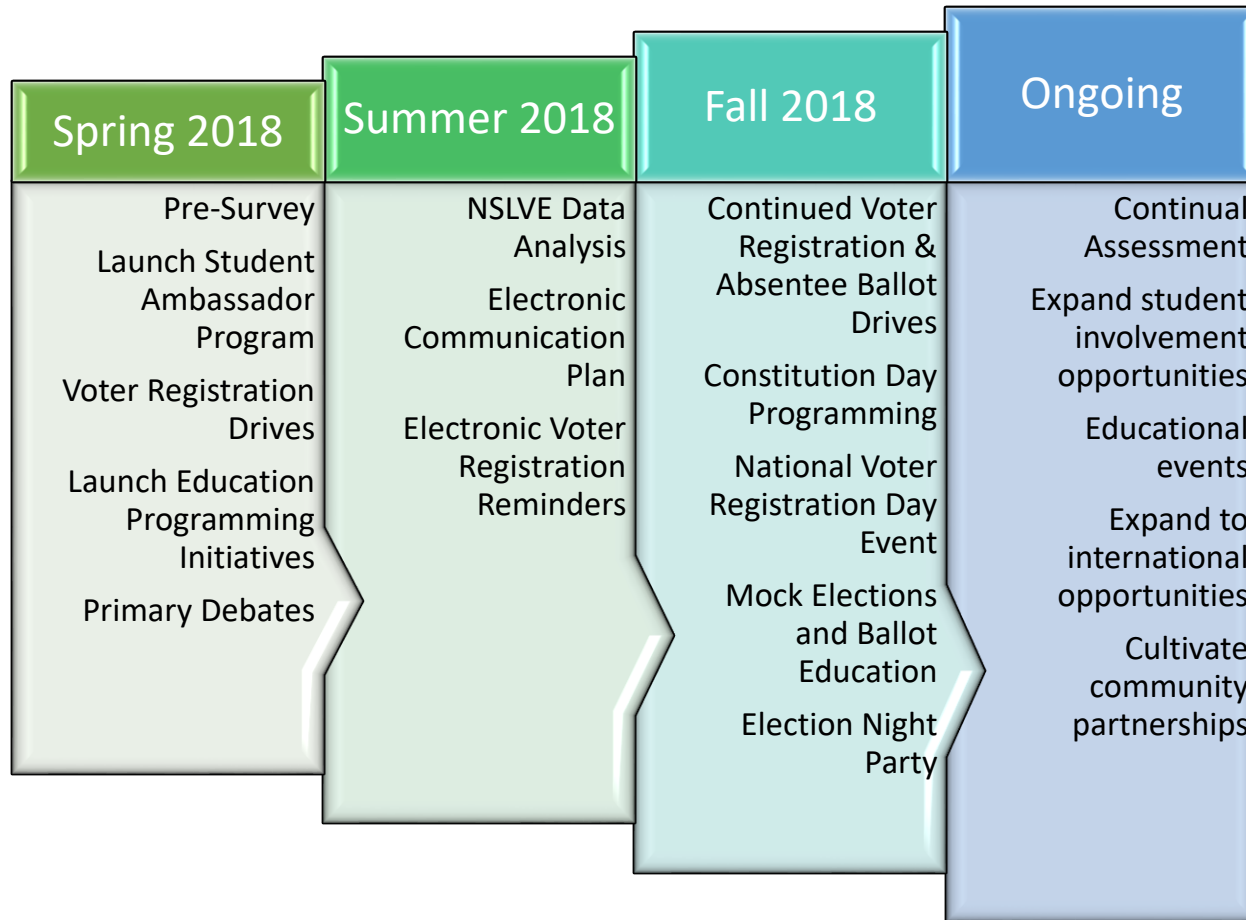 Spring 2018
Pre-Survey
Launch Student
Ambassador
Program
Voter Registration
Drives
Launch Education
Programming
Initiatives
Primary Debates
Summer 2018
NSLVE Data
Analysis
Electronic
Communication
Plan
Electronic Voter
Registration
Reminders
Fall 2018
Continued Voter
Registration &
Absentee Ballot
Drives
Constitution Day
Programming
National Voter
Registration Day
Event
Mock Elections
and Ballot
Education
Election Night
Party
Ongoing
Continual
Assessment
Expand student
involvement
opportunities
Educational
events
Expand to
international
opportunities
Cultivate
community
partnerships